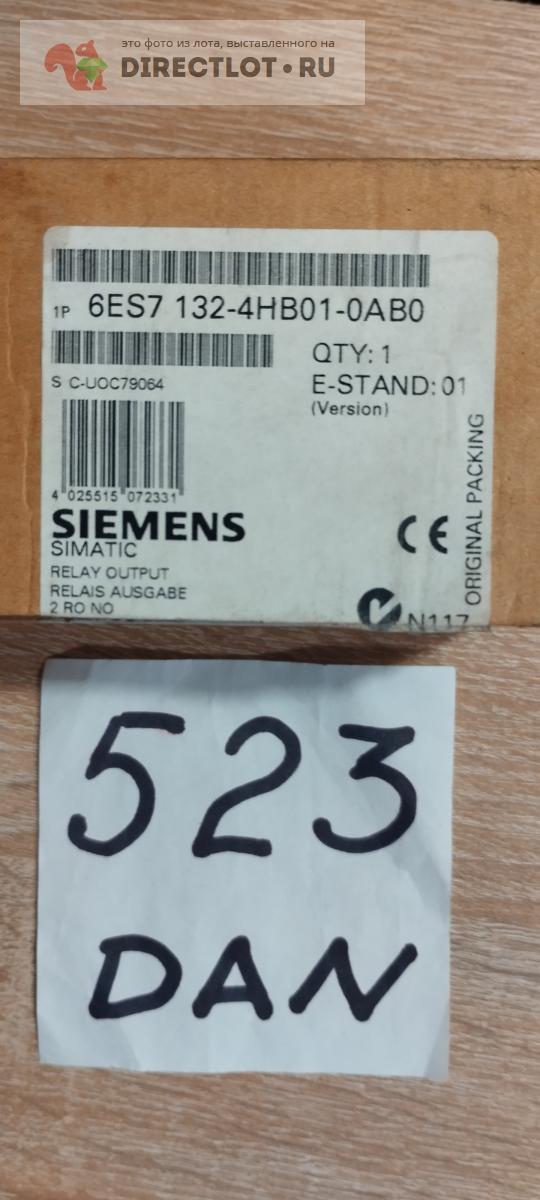 это фото из лота, выставленного на
DIRECTLOT•RU
1P 6ES7 132-4HB01-0AB0
QTY: 1
S C-UOC79064
E-STAND: 01
(Version)
4 025515 072331
ORIGINAL PACKING
SIEMENS
SIMATIC
CE
RELAY OUTPUT
RELAIS AUSGABE
2 RO NO
N117
523
DAN